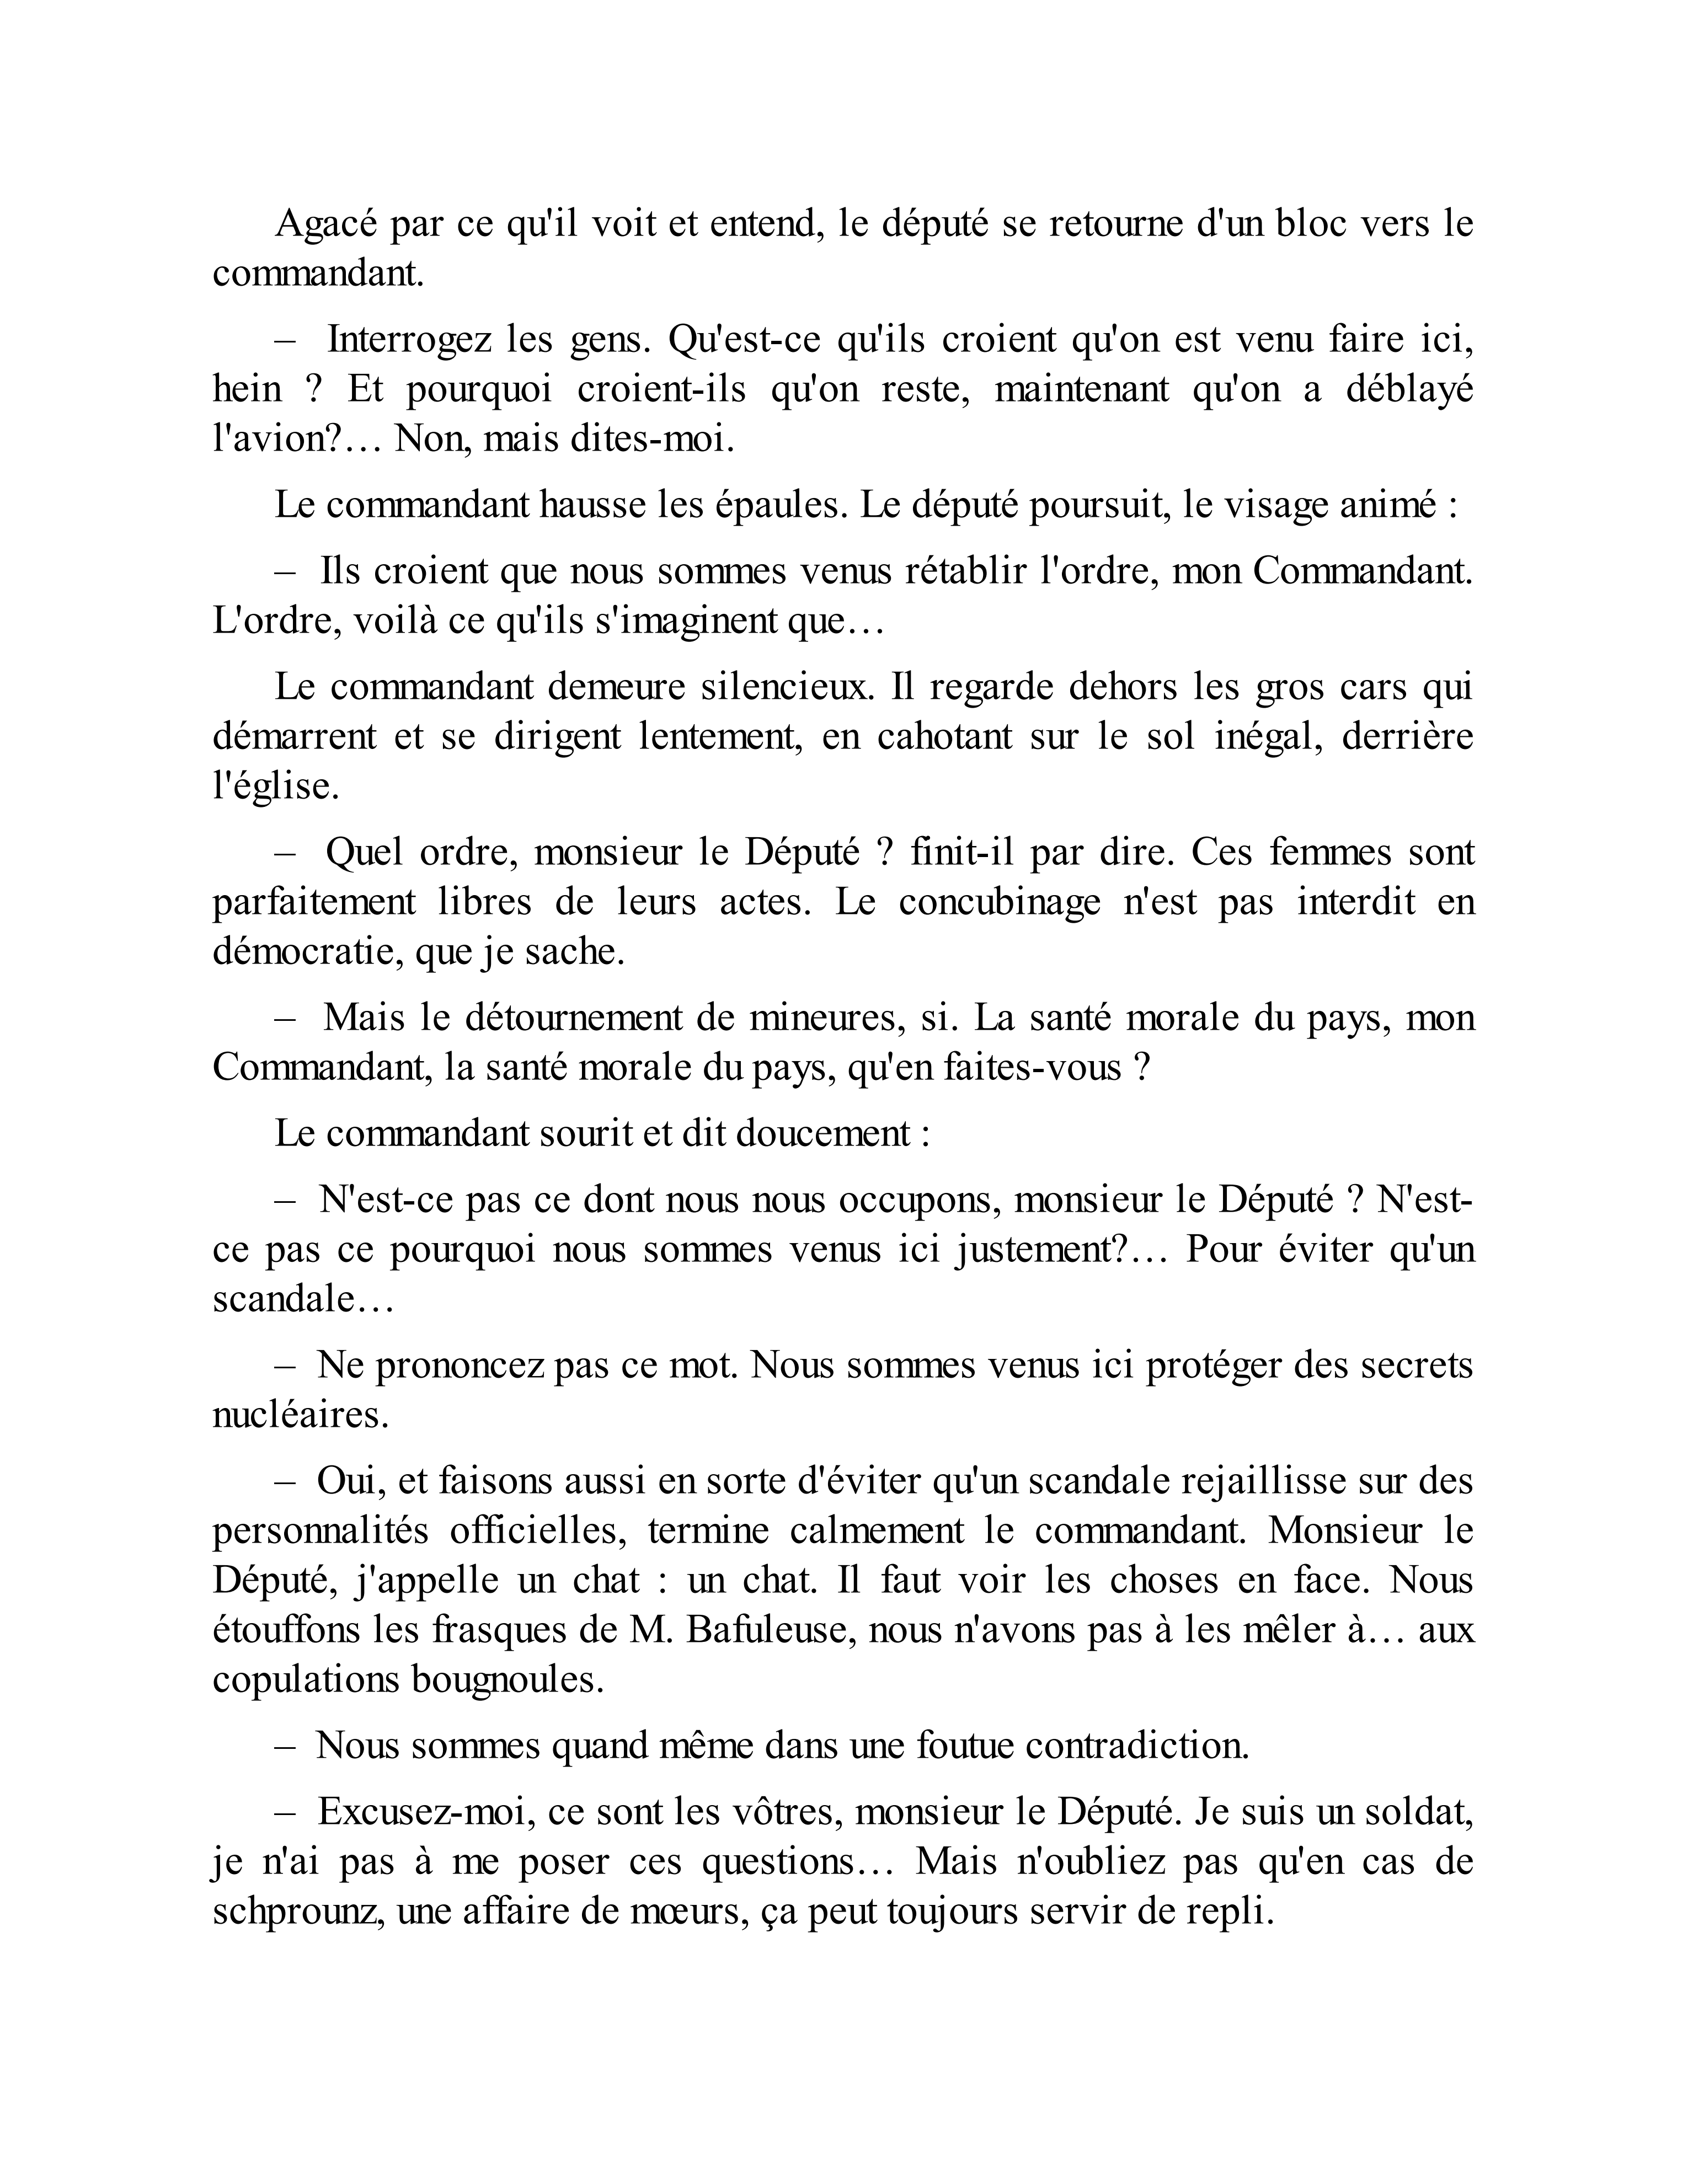 Agacé par ce qu'il voit et entend, le député se retourne d'un bloc vers le
commandant.
– Interrogez les gens. Qu'est-ce qu'ils croient qu'on est venu faire ici,
hein ? Et pourquoi croient-ils qu'on reste, maintenant qu'on a déblayé
l'avion?… Non, mais dites-moi.
Le commandant hausse les épaules. Le député poursuit, le visage animé :
– Ils croient que nous sommes venus rétablir l'ordre, mon Commandant.
L'ordre, voilà ce qu'ils s'imaginent que…
Le commandant demeure silencieux. Il regarde dehors les gros cars qui
démarrent et se dirigent lentement, en cahotant sur le sol inégal, derrière
l'église.
– Quel ordre, monsieur le Député ? finit-il par dire. Ces femmes sont
parfaitement libres de leurs actes. Le concubinage n'est pas interdit en
démocratie, que je sache.
– Mais le détournement de mineures, si. La santé morale du pays, mon
Commandant, la santé morale du pays, qu'en faites-vous ?
Le commandant sourit et dit doucement :
– N'est-ce pas ce dont nous nous occupons, monsieur le Député ? N'est-
ce pas ce pourquoi nous sommes venus ici justement?… Pour éviter qu'un
scandale…
– Ne prononcez pas ce mot. Nous sommes venus ici protéger des secrets
nucléaires.
– Oui, et faisons aussi en sorte d'éviter qu'un scandale rejaillisse sur des
personnalités officielles, termine calmement le commandant. Monsieur le
Député, j'appelle un chat : un chat. Il faut voir les choses en face. Nous
étouffons les frasques de M. Bafuleuse, nous n'avons pas à les mêler à… aux
copulations bougnoules.
– Nous sommes quand même dans une foutue contradiction.
– Excusez-moi, ce sont les vôtres, monsieur le Député. Je suis un soldat,
je n'ai pas à me poser ces questions… Mais n'oubliez pas qu'en cas de
schprounz, une affaire de mœurs, ça peut toujours servir de repli.